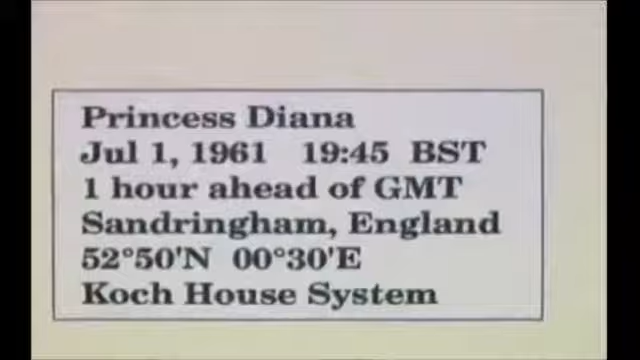 Princess Diana
Jul 1, 1961 19:45 BST
1 hour ahead of GMT
Sandringham, England
52°50'N 00°30'E
Koch House System